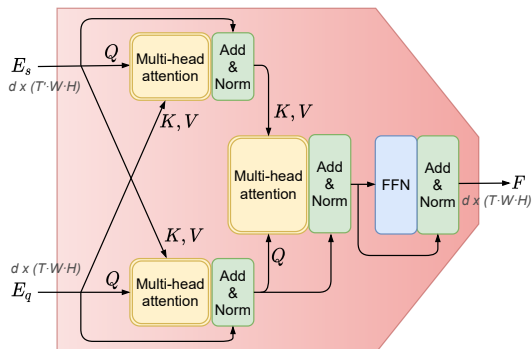 E_s
d x (T'·W·H)
Q
Multi-head
attention
Add
&
Norm
K, V
K, V
Multi-head
attention
Add
&
Norm
FFN
Add
&
Norm
F
d x (T·W·H)
K, V
Q
d x (T·W·H)
E_q
Q
Multi-head
attention
Add
&
Norm